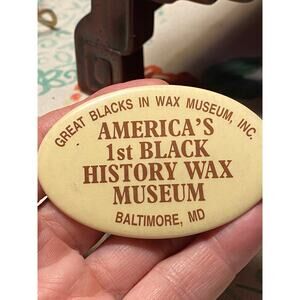 GREAT BLACKS IN WAX MUSEUM, INC.
AMERICA'S
1st BLACK
HISTORY WAX
MUSEUM
BALTIMORE, MD